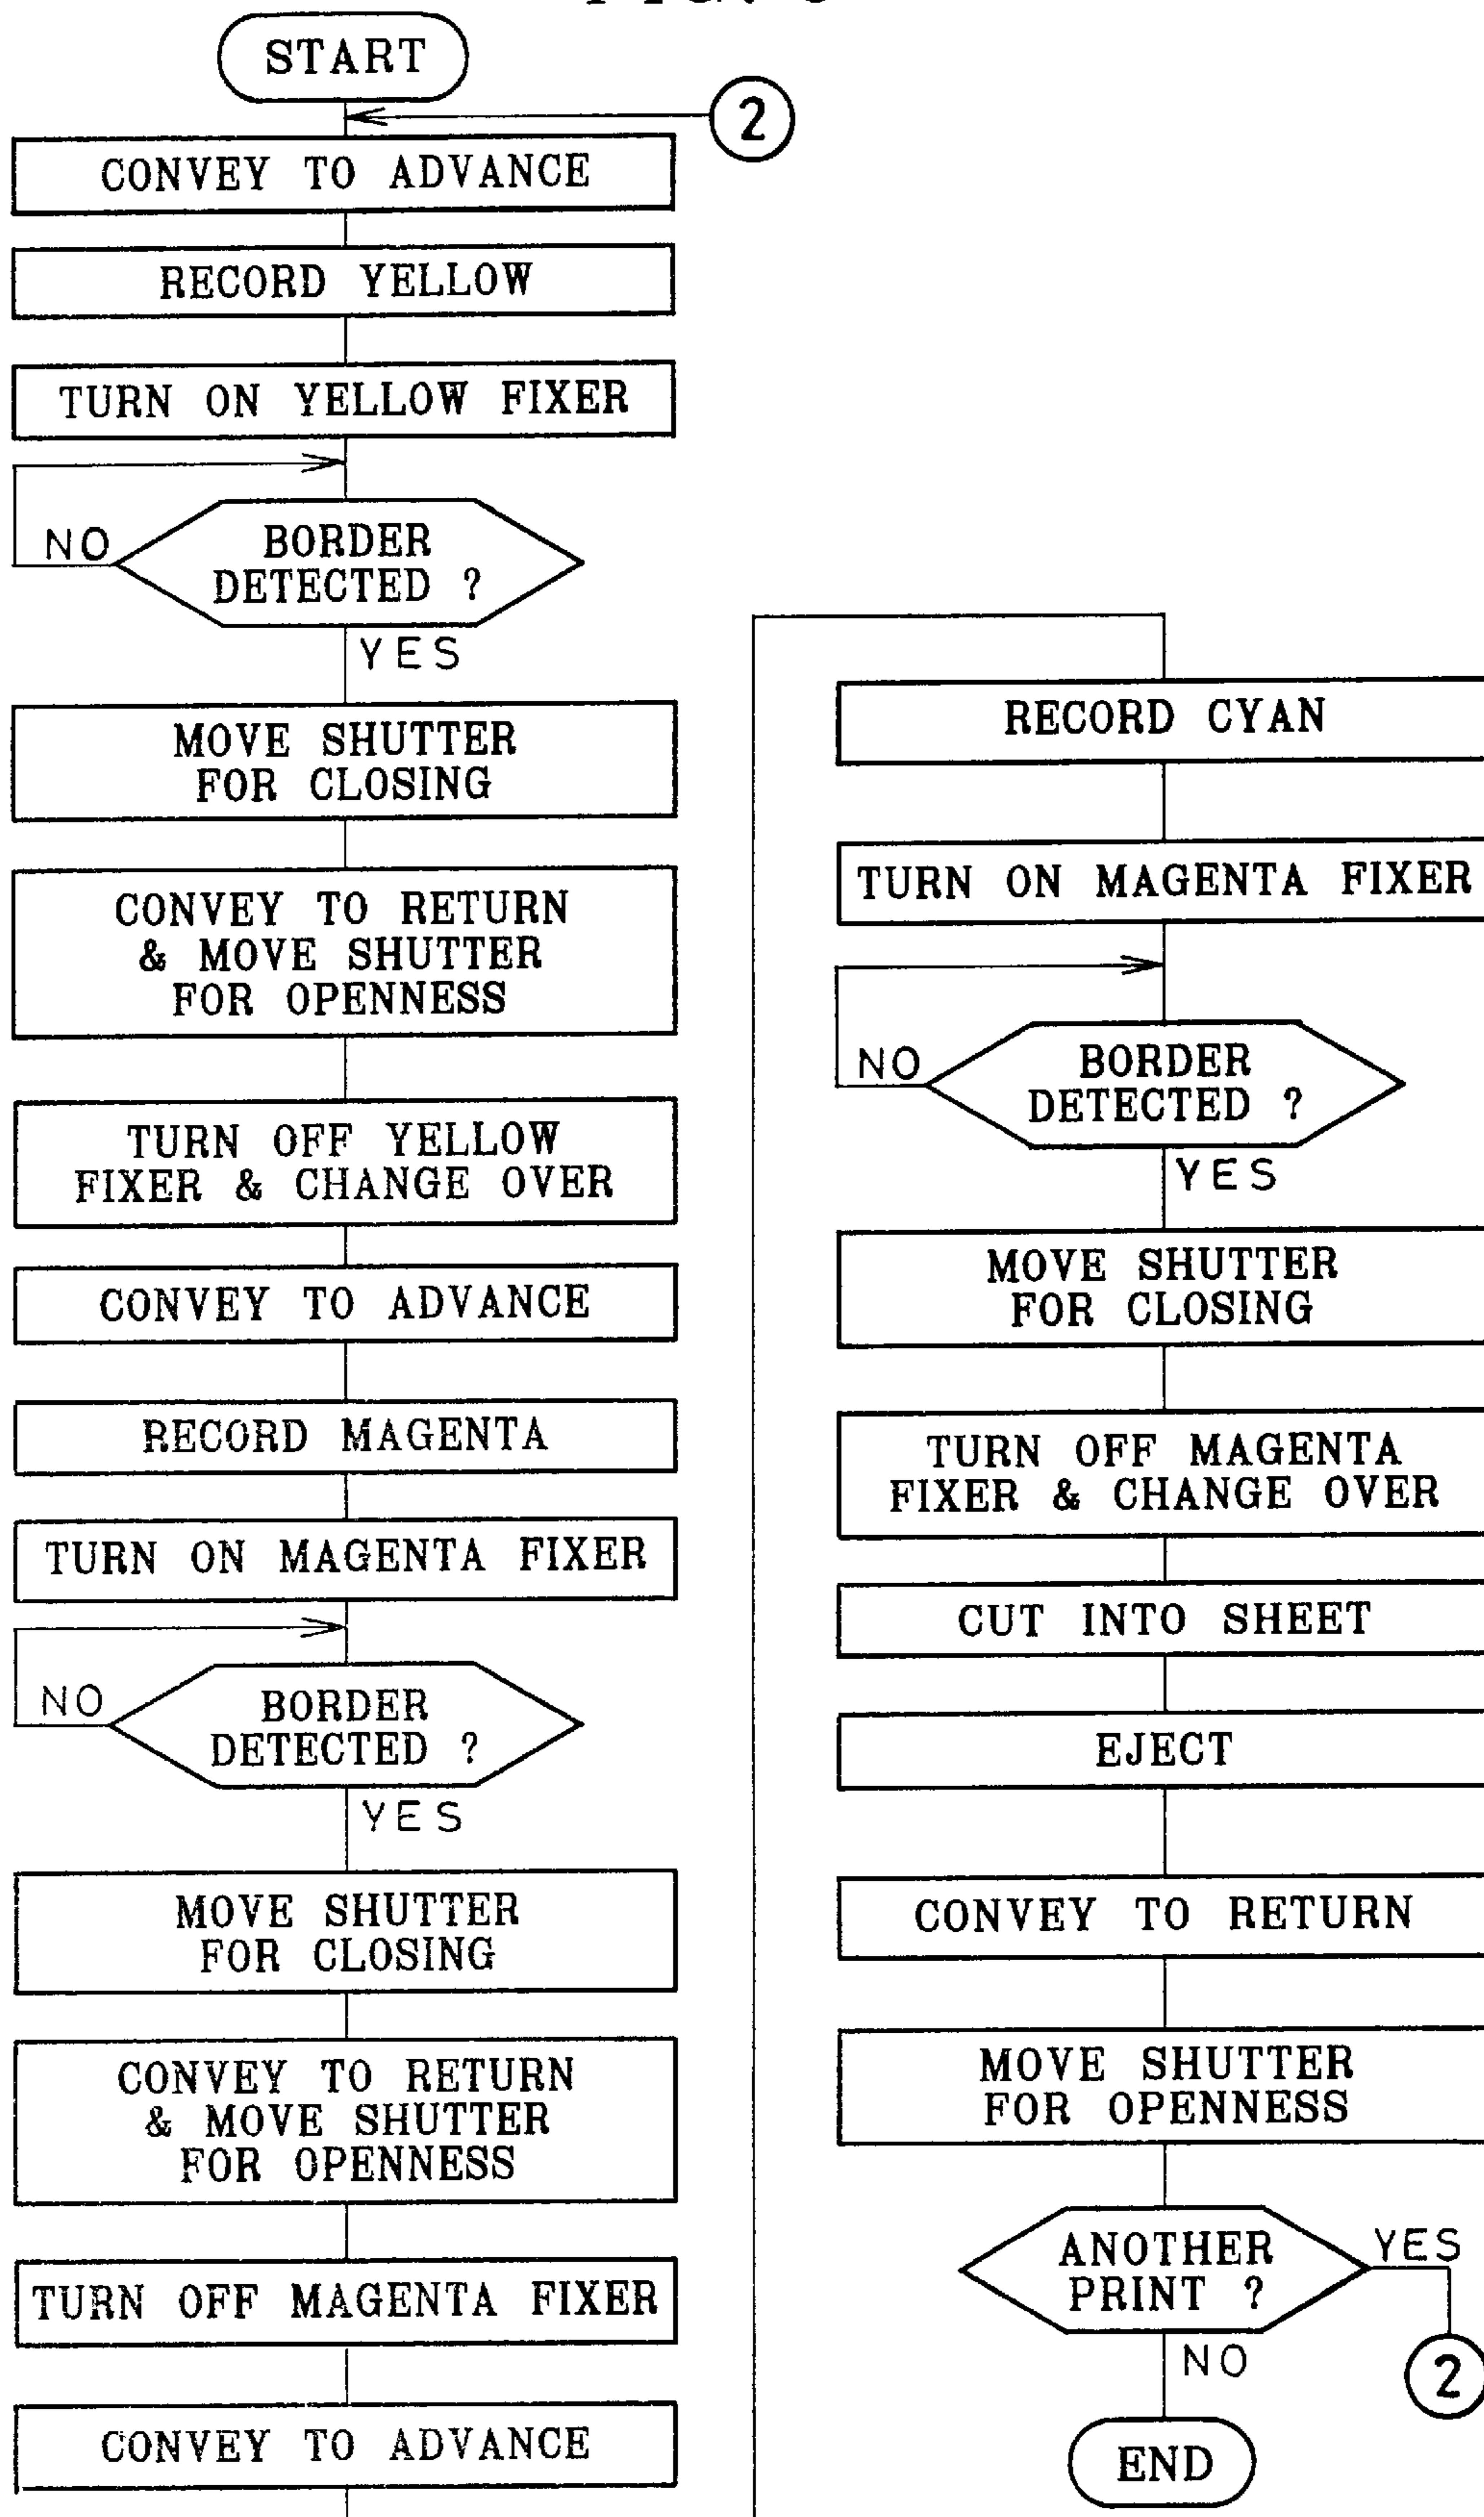 START
2
CONVEY TO ADVANCE
RECORD YELLOW
TURN ON YELLOW FIXER
NO
BORDER
DETECTED ?
YES
MOVE SHUTTER
FOR CLOSING
CONVEY TO RETURN
& MOVE SHUTTER
FOR OPENNESS
TURN OFF YELLOW
FIXER & CHANGE OVER
CONVEY TO ADVANCE
RECORD MAGENTA
TURN ON MAGENTA FIXER
NO
BORDER
DETECTED ?
YES
MOVE SHUTTER
FOR CLOSING
CONVEY TO RETURN
& MOVE SHUTTER
FOR OPENNESS
TURN OFF MAGENTA FIXER
CONVEY TO ADVANCE
RECORD CYAN
TURN ON MAGENTA FIXER
NO
BORDER
DETECTED ?
YES
MOVE SHUTTER
FOR CLOSING
TURN OFF MAGENTA
FIXER & CHANGE OVER
CUT INTO SHEET
EJECT
CONVEY TO RETURN
MOVE SHUTTER
FOR OPENNESS
ANOTHER
PRINT ?
YES
NO
2
END